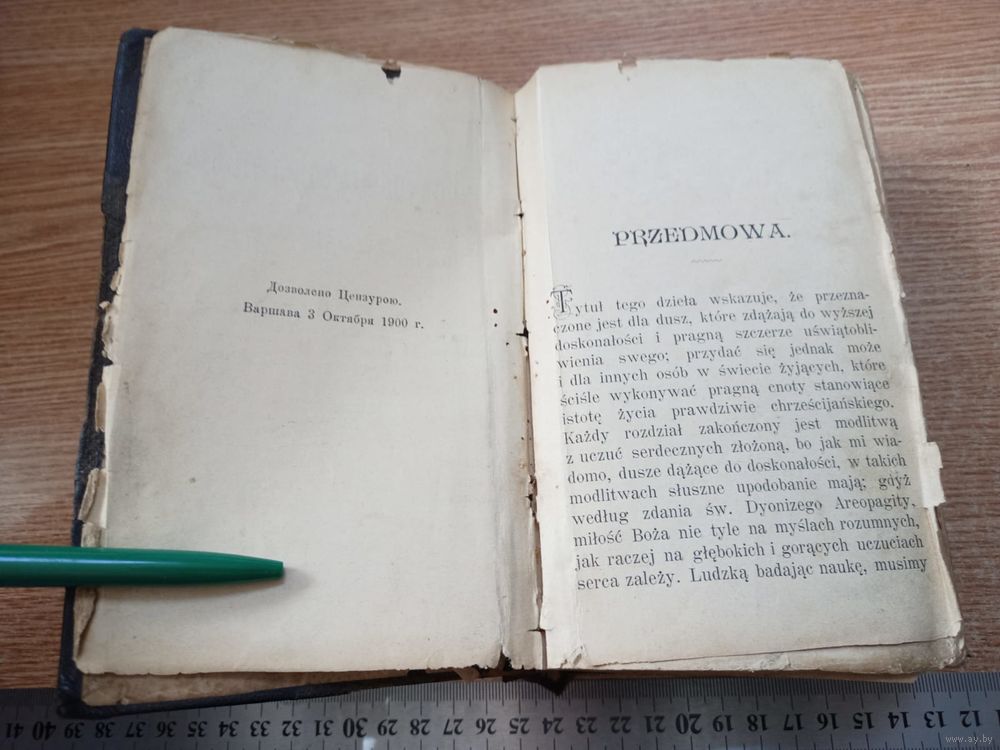 Дозволено Цензурою.
Варшава 3 Октября 1900 г.
PRZEDMOWA.
Tytuł tego dzieła wskazuje, że przezna-
czone jest dla dusz, które zdążają do wyższej
doskonałości i pragną szczerze uświątobli-
wienia swego; przydać się jednak może
i dla innych osób w świecie żyjących, które
ściśle wykonywać pragną cnoty stanowiące
istotę życia prawdziwie chrześcijańskiego.
Każdy rozdział zakończony jest modlitwą
z uczuć serdecznych złożoną, bo jak mi wia-
domo, dusze dążące do doskonałości, w takich
modlitwach słuszne upodobanie mają; gdyż
według zdania św. Dyonizego Areopagity,
miłość Boża nie tyle na myślach rozumnych,
jak raczej na głębokich i gorących uczuciach
serca zależy. Ludzką badając naukę, musimy
41 40 39 38 37 36 35 34 33 32 31 30 29 28 27 26 25 24 23 22 21 20 19 18 17 16 15 14 13 12 11
www.ay.by